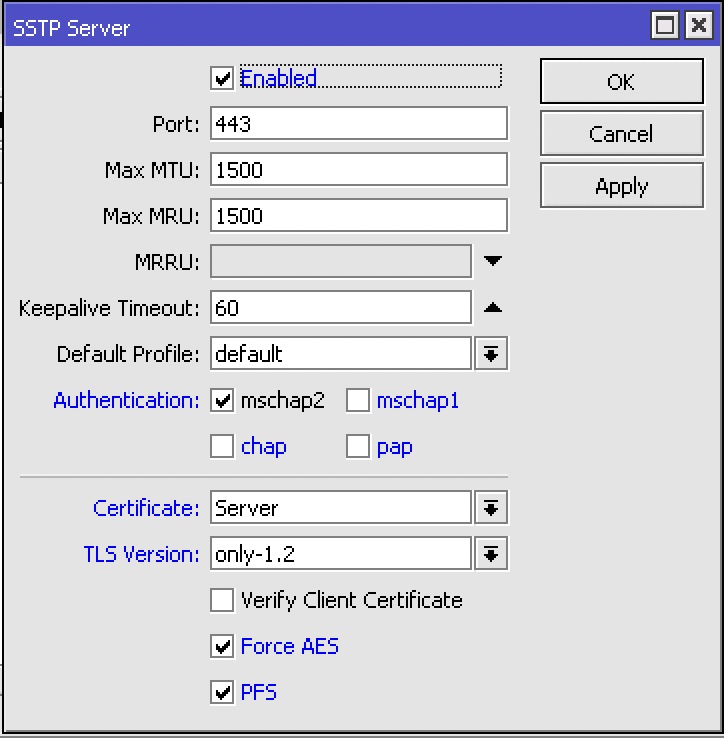 SSTP Server
Enabled
OK
Port: 443
Cancel
Max MTU: 1500
Apply
Max MRU: 1500
MRRU:
Keepalive Timeout: 60
Default Profile: default
Authentication: mschap2 mschap1
chap pap
Certificate: Server
TLS Version: only-1.2
Verify Client Certificate
Force AES
PFS